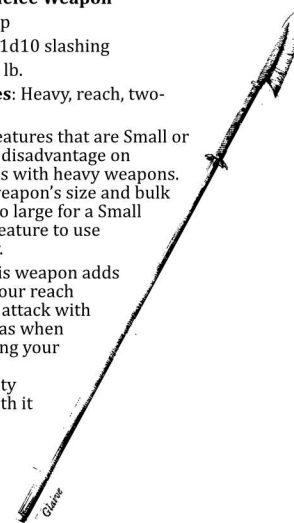 elee Weapon
p
1d10 slashing
lb.
es: Heavy, reach, two-
eatures that are Small or
disadvantage on
s with heavy weapons.
weapon's size and bulk
o large for a Small
eature to use
is weapon adds
our reach
attack with
as when
ng your
ty
th it
Glaive